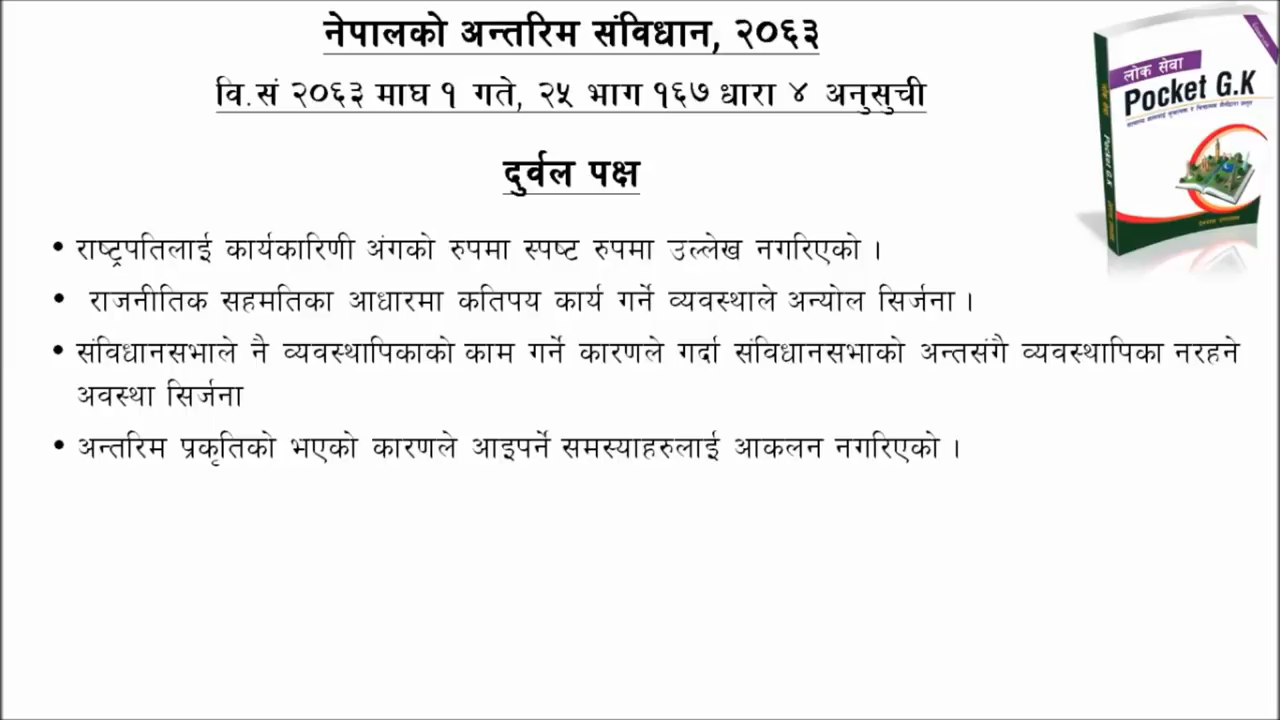 नेपालको अन्तरिम संविधान, २०६३
वि.सं २०६३ माघ १ गते, २५ भाग १६७ धारा ४ अनुसुची
दुर्वल पक्ष
• राष्ट्रपतिलाई कार्यकारिणी अंगको रुपमा स्पष्ट रुपमा उल्लेख नगरिएको ।
• राजनीतिक सहमतिका आधारमा कतिपय कार्य गर्ने व्यवस्थाले अन्योल सिर्जना ।
• संविधानसभाले नै व्यवस्थापिकाको काम गर्ने कारणले गर्दा संविधानसभाको अन्तसंगै व्यवस्थापिका नरहने
अवस्था सिर्जना
• अन्तरिम प्रकृतिको भएको कारणले आइपर्ने समस्याहरुलाई आकलन नगरिएको ।
लोक सेवा
Pocket G.K
Pocket G.K